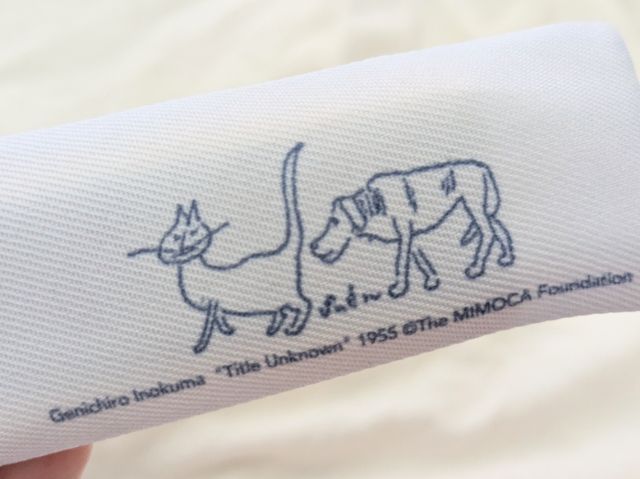 Genichiro Inokuma "Title Unknown" 1955 ©The MIMOCA Foundation